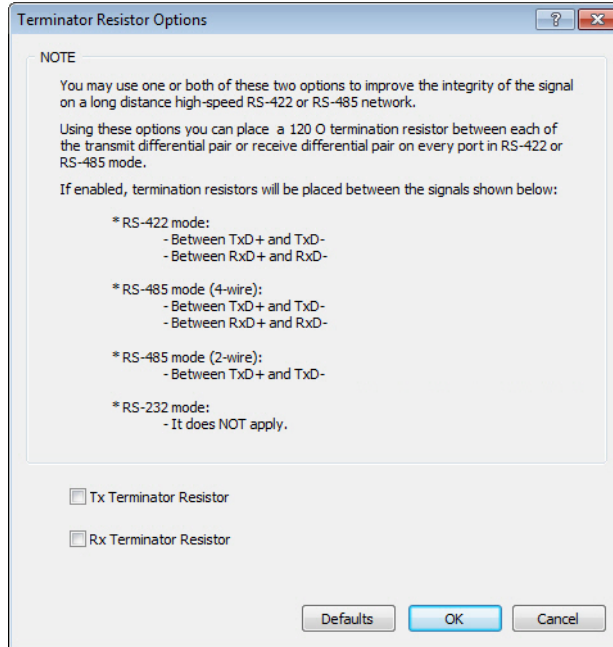 Terminator Resistor Options
NOTE
You may use one or both of these two options to improve the integrity of the signal
on a long distance high-speed RS-422 or RS-485 network.
Using these options you can place a 120 O termination resistor between each of
the transmit differential pair or receive differential pair on every port in RS-422 or
RS-485 mode.
If enabled, termination resistors will be placed between the signals shown below:
* RS-422 mode:
- Between TxD+ and TxD-
- Between RxD+ and RxD-
* RS-485 mode (4-wire):
- Between TxD+ and TxD-
- Between RxD+ and RxD-
* RS-485 mode (2-wire):
- Between TxD+ and TxD-
* RS-232 mode:
- It does NOT apply.
Tx Terminator Resistor
Rx Terminator Resistor
Defaults OK Cancel